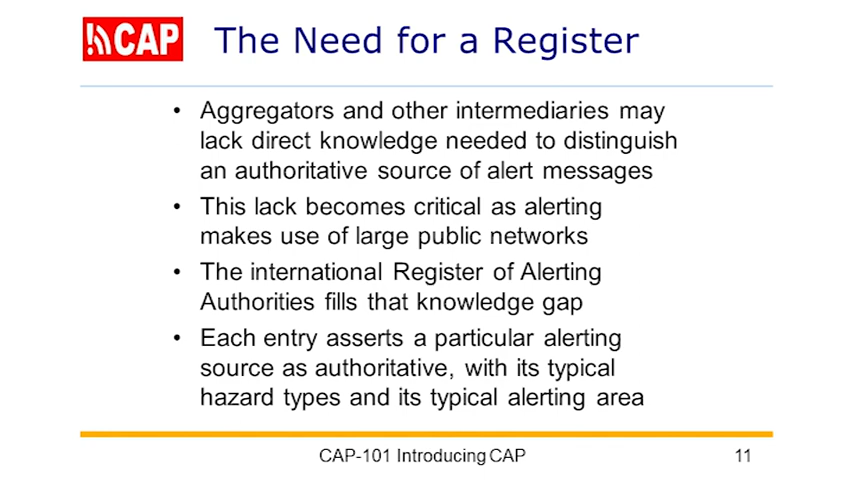 CAP
The Need for a Register
• Aggregators and other intermediaries may
lack direct knowledge needed to distinguish
an authoritative source of alert messages
• This lack becomes critical as alerting
makes use of large public networks
• The international Register of Alerting
Authorities fills that knowledge gap
• Each entry asserts a particular alerting
source as authoritative, with its typical
hazard types and its typical alerting area
CAP-101 Introducing CAP
11